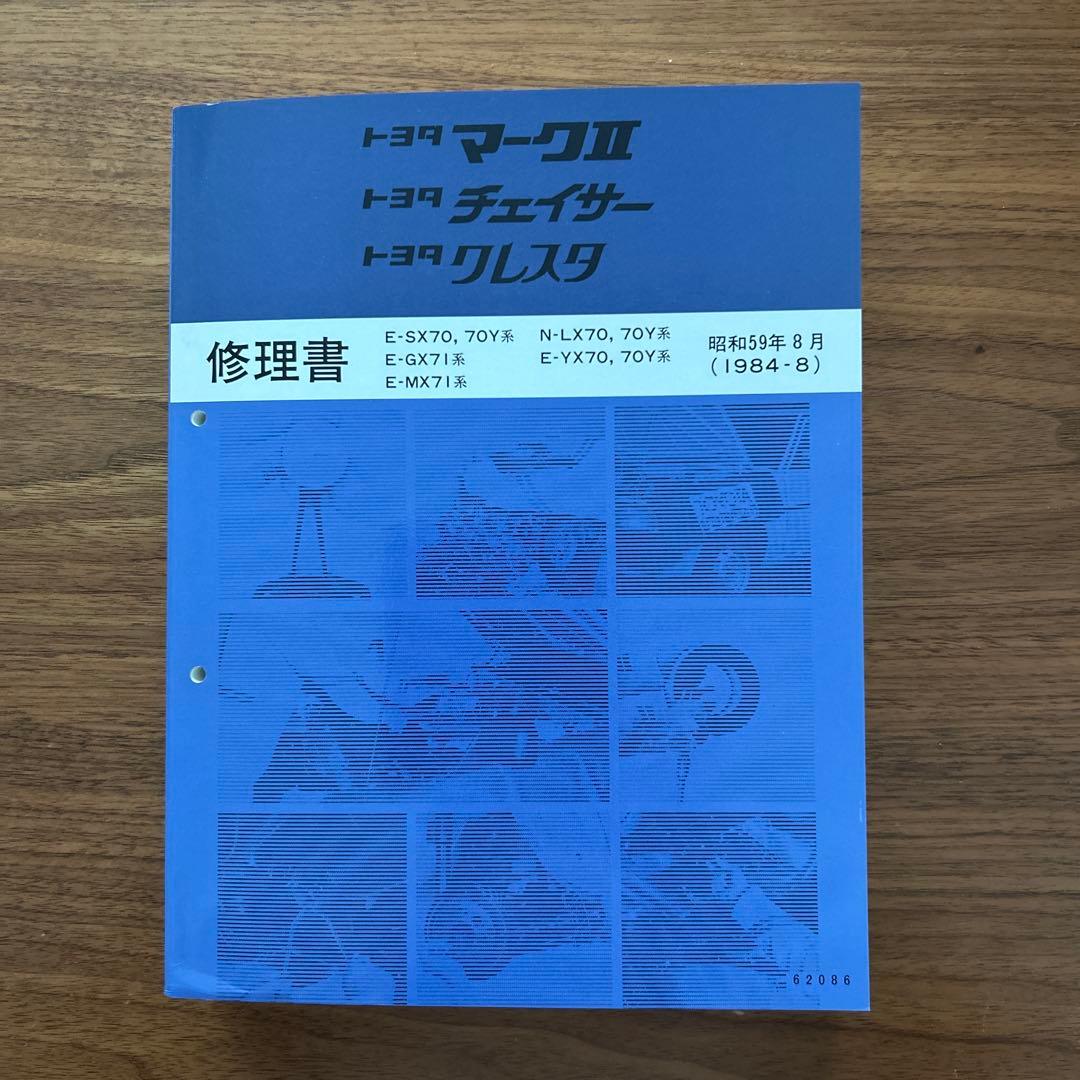 トヨタ マークII
トヨタ チェイサー
トヨタ クレスタ
修理書
E-SX70, 70Y系
E-GX71系
E-MX71系
N-LX70, 70Y系
E-YX70, 70Y系
昭和59年8月
(1984-8)
62086